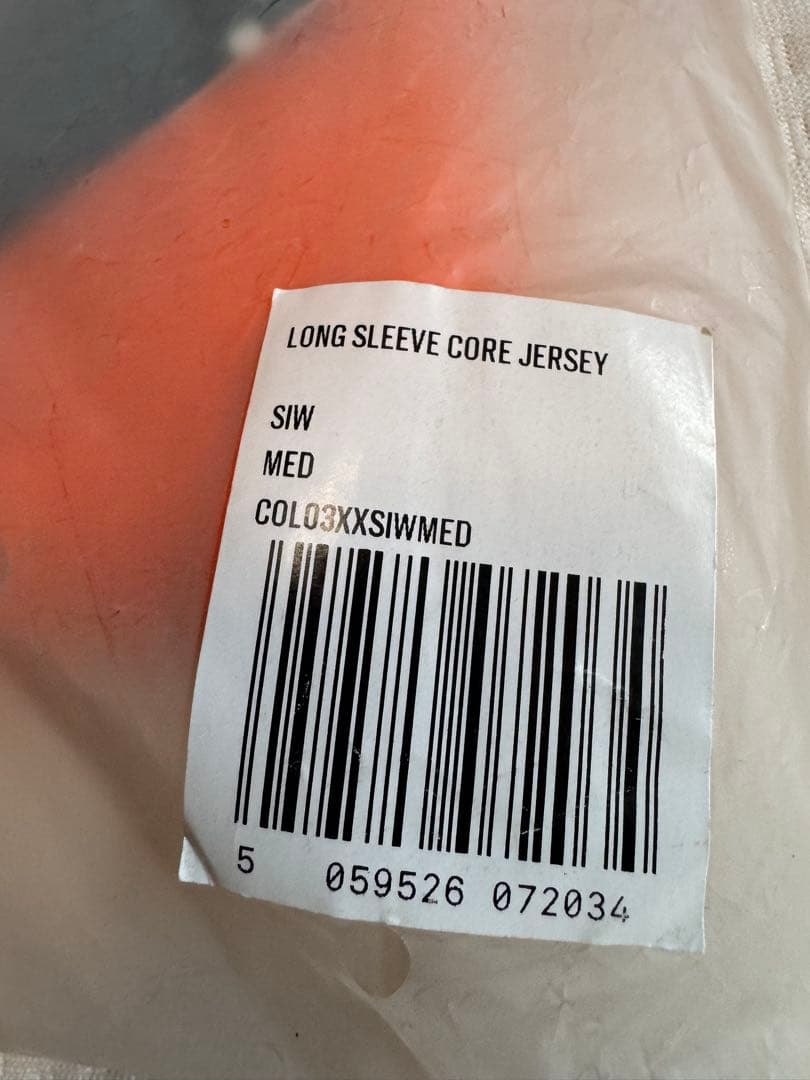 LONG SLEEVE CORE JERSEY
SIW
MED
COL03XXSIWMED
5 059526 072034